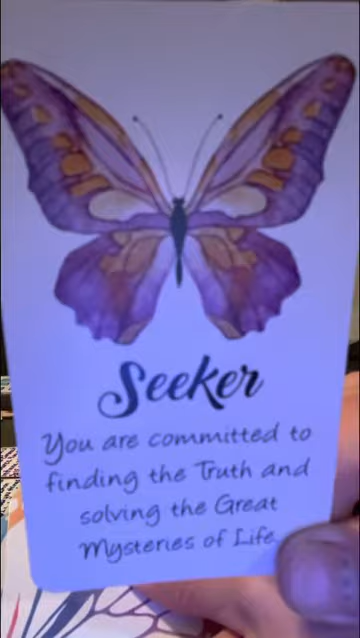 Seeker
You are committed to
finding the Truth and
solving the Great
Mysteries of Life